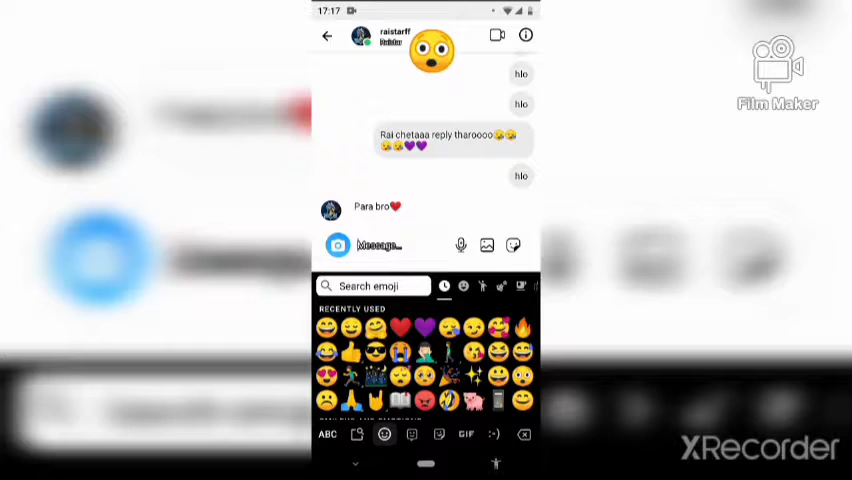 17:17
raistarff
Raistar
hlo
hlo
Rai chetaaa reply tharoooo😪😪
😪😪💜💜
hlo
Para bro❤️
Message...
Search emoji
RECENTLY USED
ABC
GIF
:-)
Film Maker
XRecorder